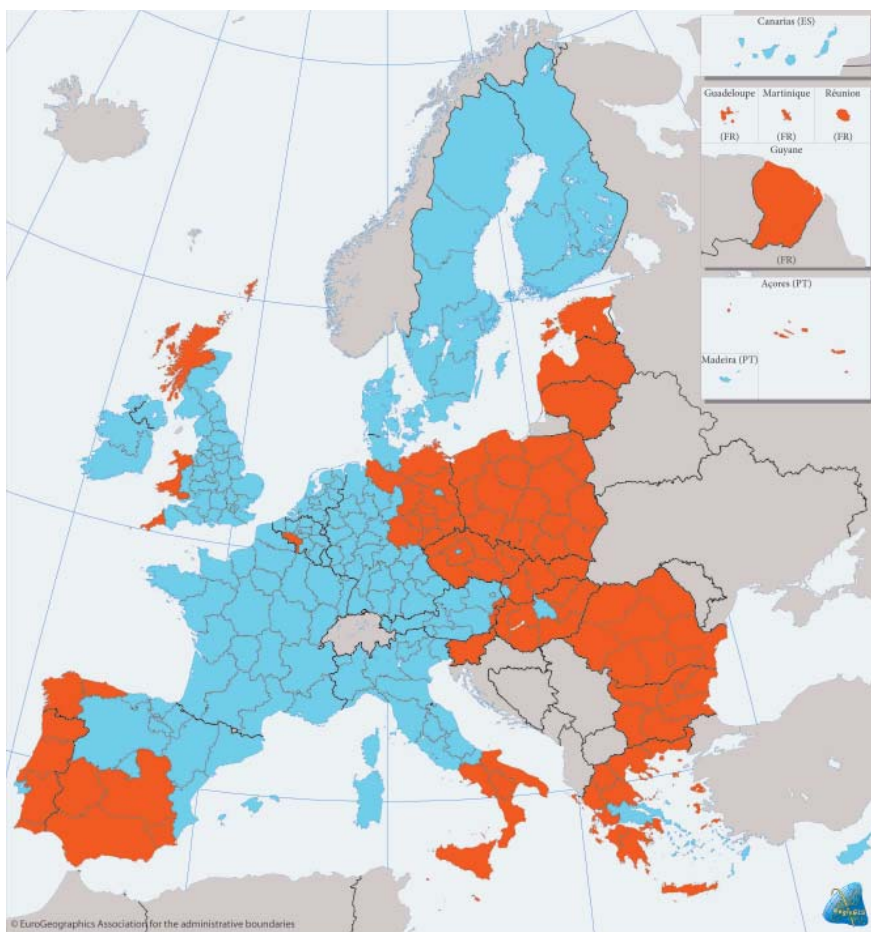 Canarias (ES)
Guadeloupe
Martinique
Réunion
(FR)
(FR)
(FR)
Guyane
(FR)
Açores (PT)
Madeira (PT)
© EuroGeographics Association for the administrative boundaries